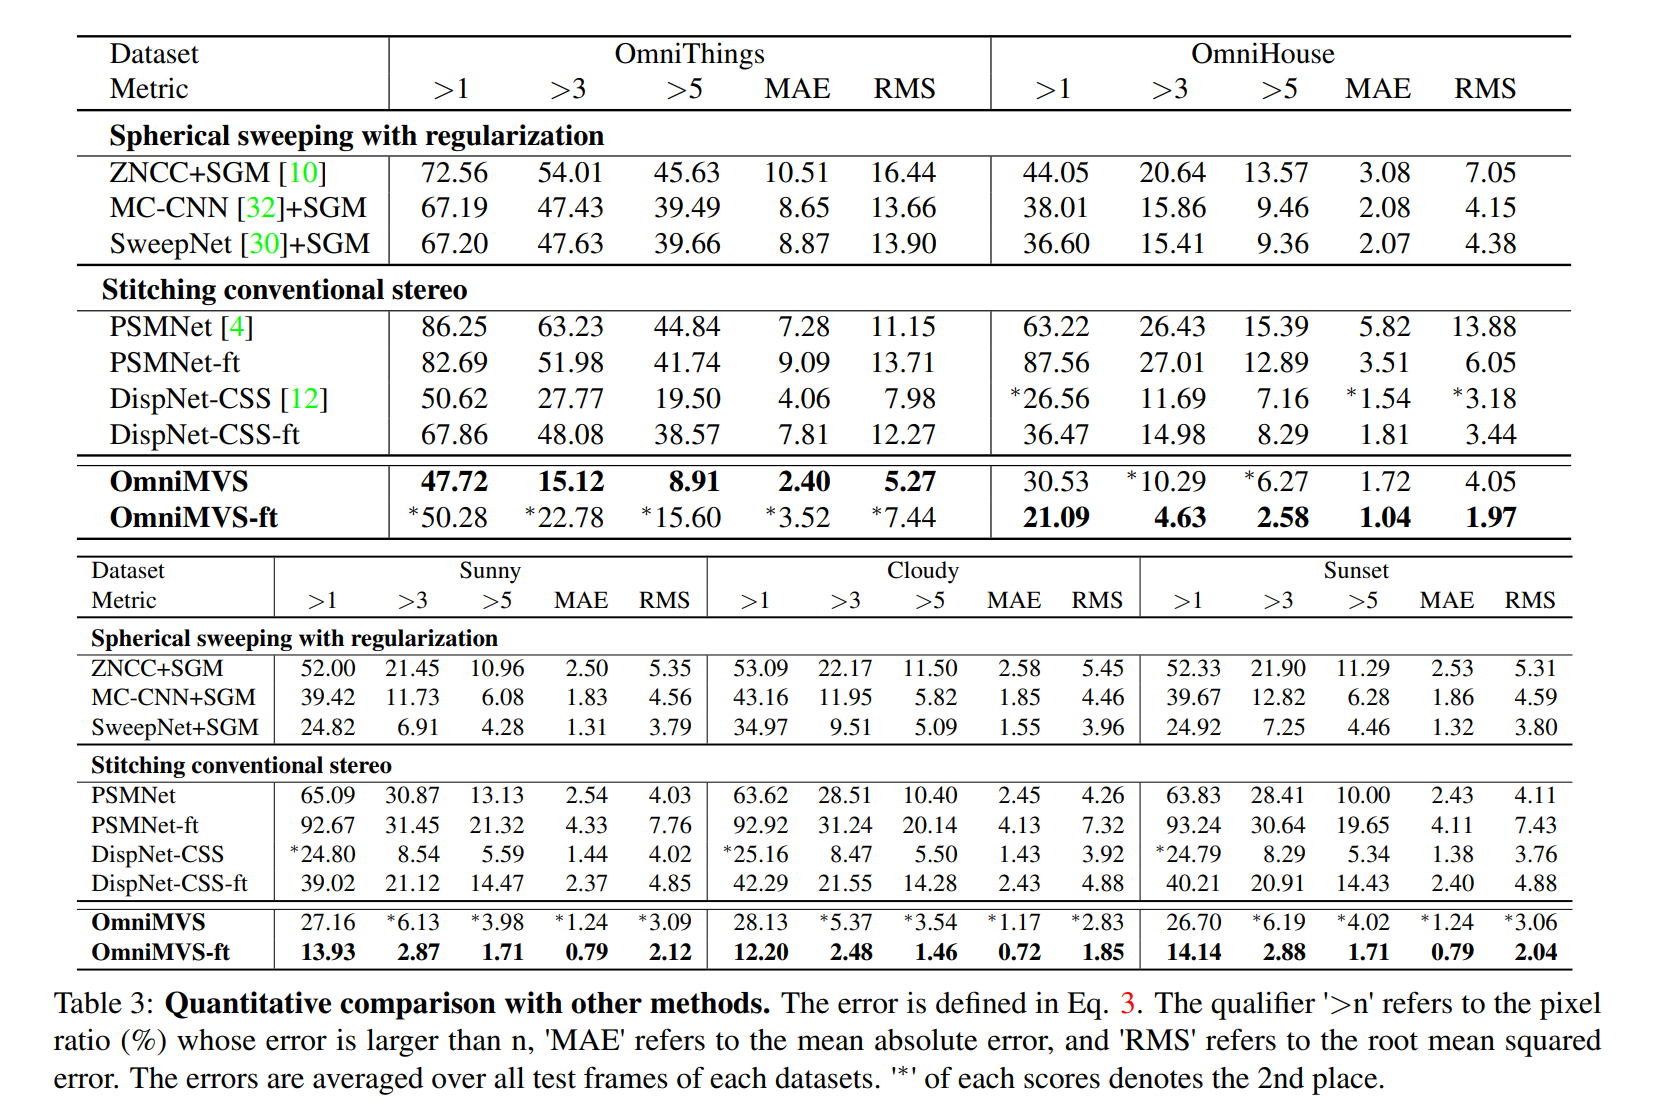 Dataset OmniThings OmniHouse
Metric >1 >3 >5 MAE RMS >1 >3 >5 MAE RMS
Spherical sweeping with regularization
ZNCC+SGM [10] 72.56 54.01 45.63 10.51 16.44 44.05 20.64 13.57 3.08 7.05
MC-CNN [32]+SGM 67.19 47.43 39.49 8.65 13.66 38.01 15.86 9.46 2.08 4.15
SweepNet [30]+SGM 67.20 47.63 39.66 8.87 13.90 36.60 15.41 9.36 2.07 4.38
Stitching conventional stereo
PSMNet [4] 86.25 63.23 44.84 7.28 11.15 63.22 26.43 15.39 5.82 13.88
PSMNet-ft 82.69 51.98 41.74 9.09 13.71 87.56 27.01 12.89 3.51 6.05
DispNet-CSS [12] 50.62 27.77 19.50 4.06 7.98 *26.56 11.69 7.16 *1.54 *3.18
DispNet-CSS-ft 67.86 48.08 38.57 7.81 12.27 36.47 14.98 8.29 1.81 3.44
OmniMVS 47.72 15.12 8.91 2.40 5.27 30.53 *10.29 *6.27 1.72 4.05
OmniMVS-ft *50.28 *22.78 *15.60 *3.52 *7.44 21.09 4.63 2.58 1.04 1.97
Dataset Sunny Cloudy Sunset
Metric >1 >3 >5 MAE RMS >1 >3 >5 MAE RMS >1 >3 >5 MAE RMS
Spherical sweeping with regularization
ZNCC+SGM 52.00 21.45 10.96 2.50 5.35 53.09 22.17 11.50 2.58 5.45 52.33 21.90 11.29 2.53 5.31
MC-CNN+SGM 39.42 11.73 6.08 1.83 4.56 43.16 11.95 5.82 1.85 4.46 39.67 12.82 6.28 1.86 4.59
SweepNet+SGM 24.82 6.91 4.28 1.31 3.79 34.97 9.51 5.09 1.55 3.96 24.92 7.25 4.46 1.32 3.80
Stitching conventional stereo
PSMNet 65.09 30.87 13.13 2.54 4.03 63.62 28.51 10.40 2.45 4.26 63.83 28.41 10.00 2.43 4.11
PSMNet-ft 92.67 31.45 21.32 4.33 7.76 92.92 31.24 20.14 4.13 7.32 93.24 30.64 19.65 4.11 7.43
DispNet-CSS *24.80 8.54 5.59 1.44 4.02 *25.16 8.47 5.50 1.43 3.92 *24.79 8.29 5.34 1.38 3.76
DispNet-CSS-ft 39.02 21.12 14.47 2.37 4.85 42.29 21.55 14.28 2.43 4.88 40.21 20.91 14.43 2.40 4.88
OmniMVS 27.16 *6.13 *3.98 *1.24 *3.09 28.13 *5.37 *3.54 *1.17 *2.83 26.70 *6.19 *4.02 *1.24 *3.06
OmniMVS-ft 13.93 2.87 1.71 0.79 2.12 12.20 2.48 1.46 0.72 1.85 14.14 2.88 1.71 0.79 2.04
Table 3: Quantitative comparison with other methods. The error is defined in Eq. 3. The qualifier '>n' refers to the pixel
ratio (%) whose error is larger than n, 'MAE' refers to the mean absolute error, and 'RMS' refers to the root mean squared
error. The errors are averaged over all test frames of each datasets. '*' of each scores denotes the 2nd place.